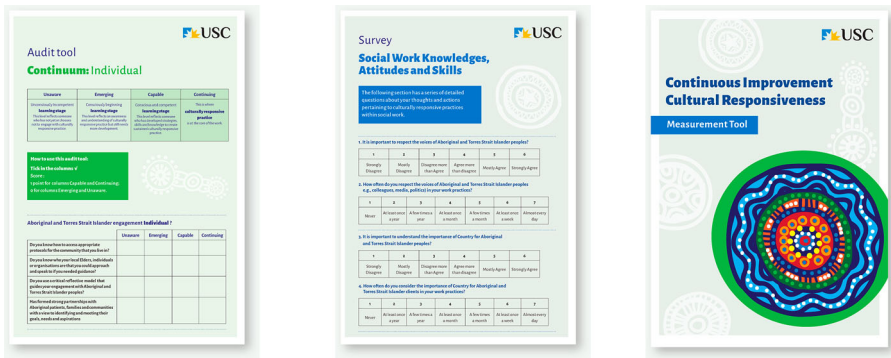 USC
Audit tool
Continuum: Individual
Unaware Emerging Capable Continuing
Unconsciously incompetent Consciously beginning Conscious and competent This is where
learning stage learning stage learning stage culturally responsive
practice
is at the core of the work
How to use this audit tool:
Tick in the columns √
Score:
1 point for columns Capable and Continuing;
0 for columns Emerging and Unaware.
Aboriginal and Torres Strait Islander engagement Individual ?
Unaware Emerging Capable Continuing
Do you know how to access appropriate
protocols for the community that you live in?
Do you know who your local Elders, individuals
or organisations are that you could approach
and speak to if you needed guidance?
Do you use a critical reflection model that
guides your engagement with Aboriginal and
Torres Strait Islander peoples?
Has formed strong partnerships with
Aboriginal patients, families and communities
with a view to identifying and meeting their
goals, needs and aspirations
USC
Survey
Social Work Knowledges,
Attitudes and Skills
The following section has a series of detailed
questions about your thoughts and actions
pertaining to culturally responsive practices
within social work.
1. It is important to respect the voices of Aboriginal and Torres Strait Islander peoples?
1 2 3 4 5 6
Strongly Disagree Mostly Disagree Disagree more than Agree Agree more than Disagree Mostly Agree Strongly Agree
2. How often do you respect the voices of Aboriginal and Torres Strait Islander peoples
e.g., colleagues, media, politics) in your work practices?
1 2 3 4 5 6 7
Never At least once a year A few times a year At least once a month A few times a month At least once a week Almost every day
3. It is important to understand the importance of Country for Aboriginal
and Torres Strait Islander peoples?
1 2 3 4 5 6
Strongly Disagree Mostly Disagree Disagree more than Agree Agree more than Disagree Mostly Agree Strongly Agree
4. How often do you consider the importance of Country for Aboriginal and
Torres Strait Islander clients in your work practices?
1 2 3 4 5 6 7
Never At least once a year A few times a year At least once a month A few times a month At least once a week Almost every day
USC
Continuous Improvement
Cultural Responsiveness
Measurement Tool